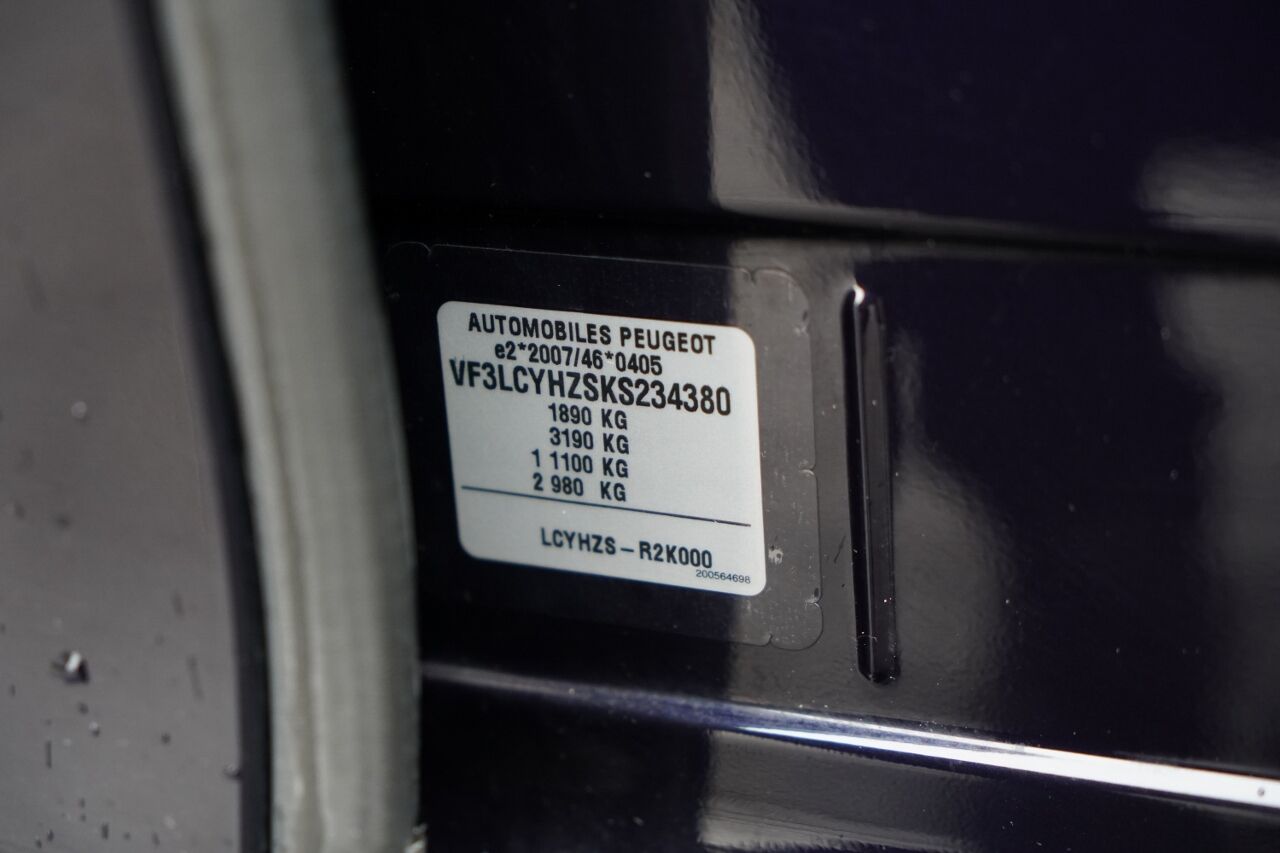 AUTOMOBILES PEUGEOT
e2*2007/46*0405
VF3LCYHZSKS234380
1890 KG
3190 KG
1 1100 KG
2 980 KG
LCYHZS – R2K000
200564698